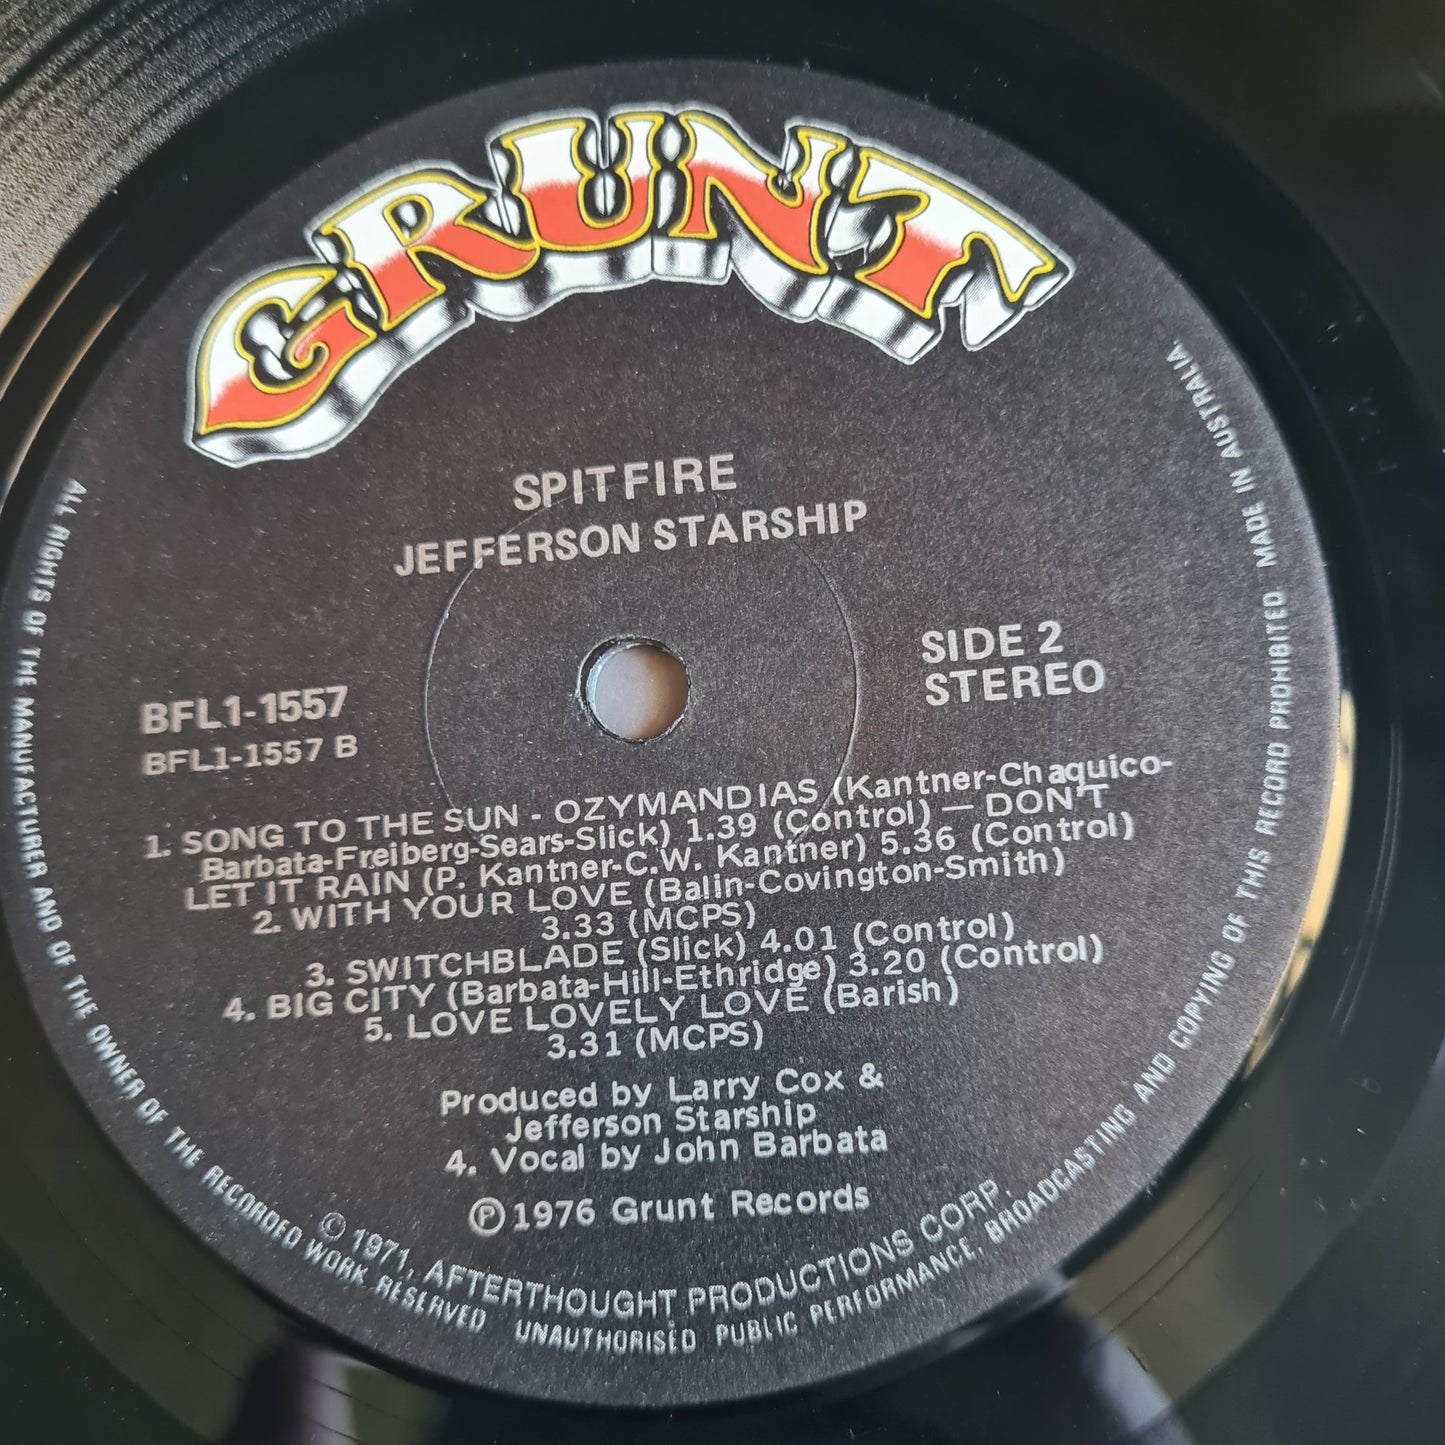 GRUNT
SPITFIRE
JEFFERSON STARSHIP
SIDE 2
STEREO
BFL1-1557
BFL1-1557 B
1. SONG TO THE SUN - OZYMANDIAS (Kantner-Chaquico-
Barbata-Freiberg-Sears-Slick) 1.39 (Control) — DON'T
LET IT RAIN (P. Kantner-C.W. Kantner) 5.36 (Control)
2. WITH YOUR LOVE (Balin-Covington-Smith)
3.33 (MCPS)
3. SWITCHBLADE (Slick) 4.01 (Control)
4. BIG CITY (Barbata-Hill-Ethridge) 3.20 (Control)
5. LOVE LOVELY LOVE (Barish)
3.31 (MCPS)
Produced by Larry Cox &
Jefferson Starship
4. Vocal by John Barbata
Ⓟ 1976 Grunt Records
© 1971, AFTERTHOUGHT PRODUCTIONS CORP
ALL RIGHTS OF THE MANUFACTURER AND OF THE OWNER OF THE RECORDED WORK RESERVED UNAUTHORISED PUBLIC PERFORMANCE, BROADCASTING AND COPYING OF THIS RECORD PROHIBITED MADE IN AUSTRALIA.